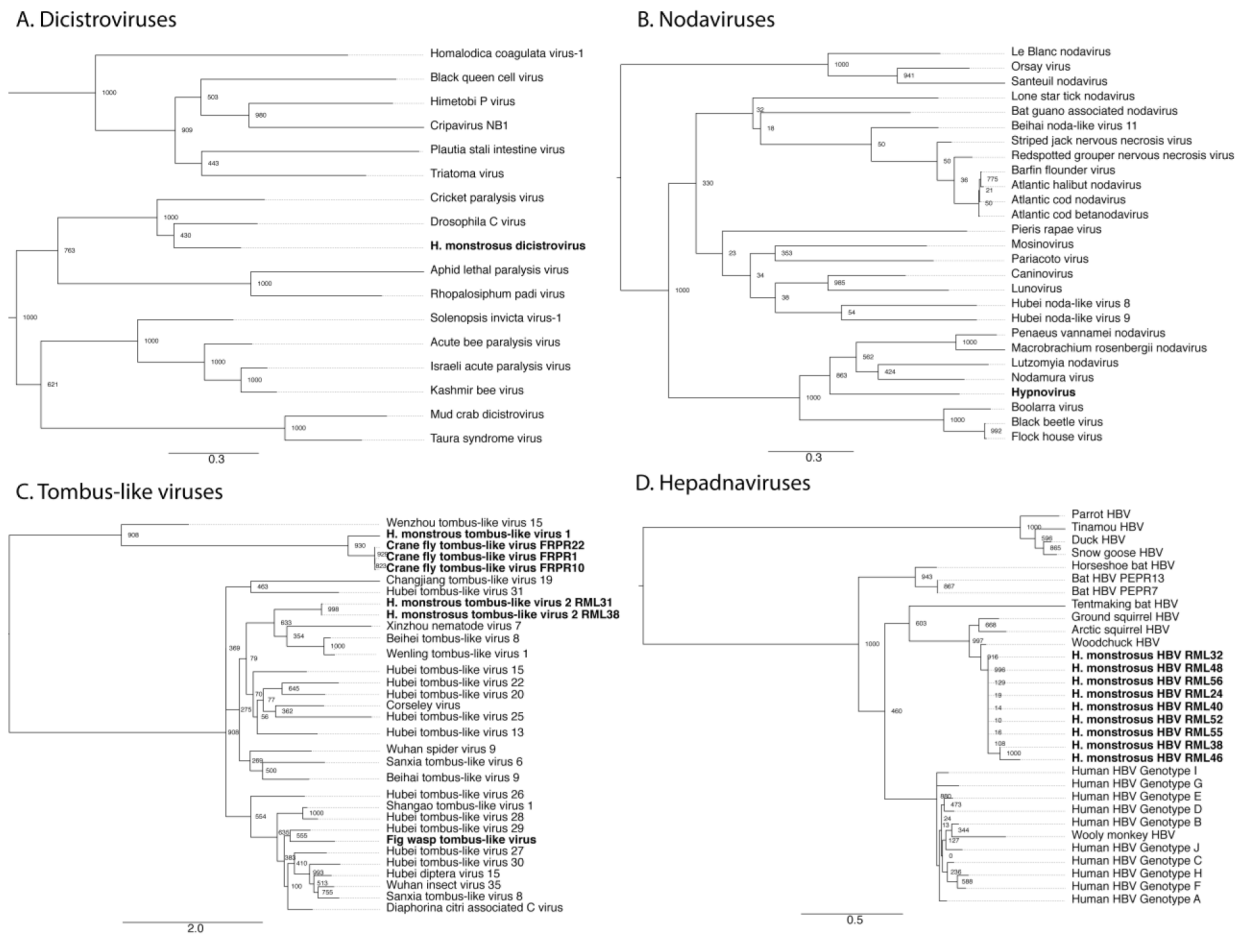 A. Dicistroviruses
Homalodica coagulata virus-1
Black queen cell virus
503
1000
Himetobi P virus
980
Cripavirus NB1
909
Plautia stali intestine virus
443
Triatoma virus
Cricket paralysis virus
1000
Drosophila C virus
430
H. monstrosus dicistrovirus
763
Aphid lethal paralysis virus
1000
Rhopalosiphum padi virus
1000
Solenopsis invicta virus-1
1000
Acute bee paralysis virus
1000
Israeli acute paralysis virus
1000
621
Kashmir bee virus
Mud crab dicistrovirus
1000
Taura syndrome virus
0.3
B. Nodaviruses
Le Blanc nodavirus
1000
Orsay virus
941
Santeuil nodavirus
Lone star tick nodavirus
32
Bat guano associated nodavirus
18
Beihai noda-like virus 11
50
Striped jack nervous necrosis virus
50
Redspotted grouper nervous necrosis virus
36
Barfin flounder virus
775
330
Atlantic halibut nodavirus
21
Atlantic cod nodavirus
50
Atlantic cod betanodavirus
Pieris rapae virus
23
Mosinovirus
353
Pariacoto virus
34
Caninovirus
985
Lunovirus
1000
38
Hubei noda-like virus 8
54
Hubei noda-like virus 9
Penaeus vannamei nodavirus
1000
Macrobrachium rosenbergii nodavirus
562
Lutzomyia nodavirus
863
424
Nodamura virus
Hypnovirus
1000
Boolarra virus
1000
Black beetle virus
992
Flock house virus
0.3
C. Tombus-like viruses
Wenzhou tombus-like virus 15
908
H. monstrous tombus-like virus 1
930
Crane fly tombus-like virus FRPR22
Crane fly tombus-like virus FRPR1
823
Crane fly tombus-like virus FRPR10
Changjiang tombus-like virus 19
463
Hubei tombus-like virus 31
H. monstrous tombus-like virus 2 RML31
998
H. monstrosus tombus-like virus 2 RML38
633
Xinzhou nematode virus 7
354
Beihei tombus-like virus 8
1000
369
Wenling tombus-like virus 1
79
Hubei tombus-like virus 15
Hubei tombus-like virus 22
645
70
Hubei tombus-like virus 20
77
Corseley virus
275
362
56
Hubei tombus-like virus 25
Hubei tombus-like virus 13
908
Wuhan spider virus 9
269
Sanxia tombus-like virus 6
500
Beihai tombus-like virus 9
Hubei tombus-like virus 26
Shangao tombus-like virus 1
554
1000
Hubei tombus-like virus 28
Hubei tombus-like virus 29
635
555
Fig wasp tombus-like virus
Hubei tombus-like virus 27
383
410
Hubei tombus-like virus 30
993
Hubei diptera virus 15
100
513
Wuhan insect virus 35
755
Sanxia tombus-like virus 8
Diaphorina citri associated C virus
2.0
D. Hepadnaviruses
Parrot HBV
1000
Tinamou HBV
596
Duck HBV
865
Snow goose HBV
Horseshoe bat HBV
943
Bat HBV PEPR13
867
Bat HBV PEPR7
Tentmaking bat HBV
603
Ground squirrel HBV
868
Arctic squirrel HBV
997
1000
Woodchuck HBV
916
H. monstrosus HBV RML32
596
H. monstrosus HBV RML48
129
H. monstrosus HBV RML56
19
H. monstrosus HBV RML24
14
H. monstrosus HBV RML40
460
10
H. monstrosus HBV RML52
16
H. monstrosus HBV RML55
108
H. monstrosus HBV RML38
1000
H. monstrosus HBV RML46
Human HBV Genotype I
Human HBV Genotype G
Human HBV Genotype E
473
Human HBV Genotype D
24
Human HBV Genotype B
13
344
Wooly monkey HBV
127
Human HBV Genotype J
0
Human HBV Genotype C
236
Human HBV Genotype H
588
Human HBV Genotype F
Human HBV Genotype A
0.5